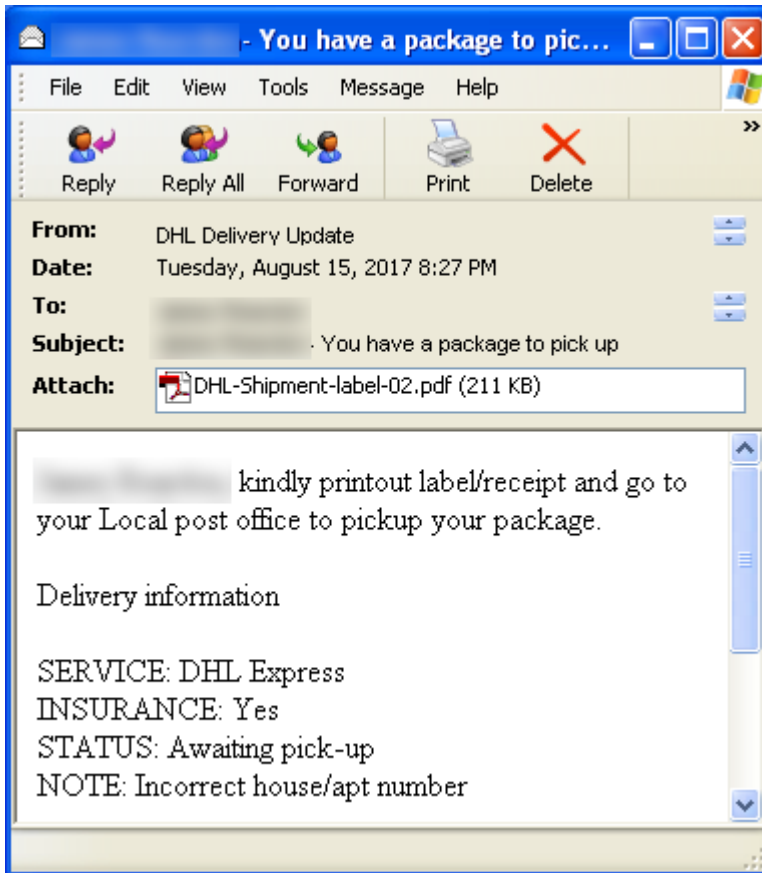 - You have a package to pic...
File Edit View Tools Message Help
Reply Reply All Forward Print Delete »
From: DHL Delivery Update
Date: Tuesday, August 15, 2017 8:27 PM
To:
Subject: - You have a package to pick up
Attach: DHL-Shipment-label-02.pdf (211 KB)
kindly printout label/receipt and go to
your Local post office to pickup your package.
Delivery information
SERVICE: DHL Express
INSURANCE: Yes
STATUS: Awaiting pick-up
NOTE: Incorrect house/apt number